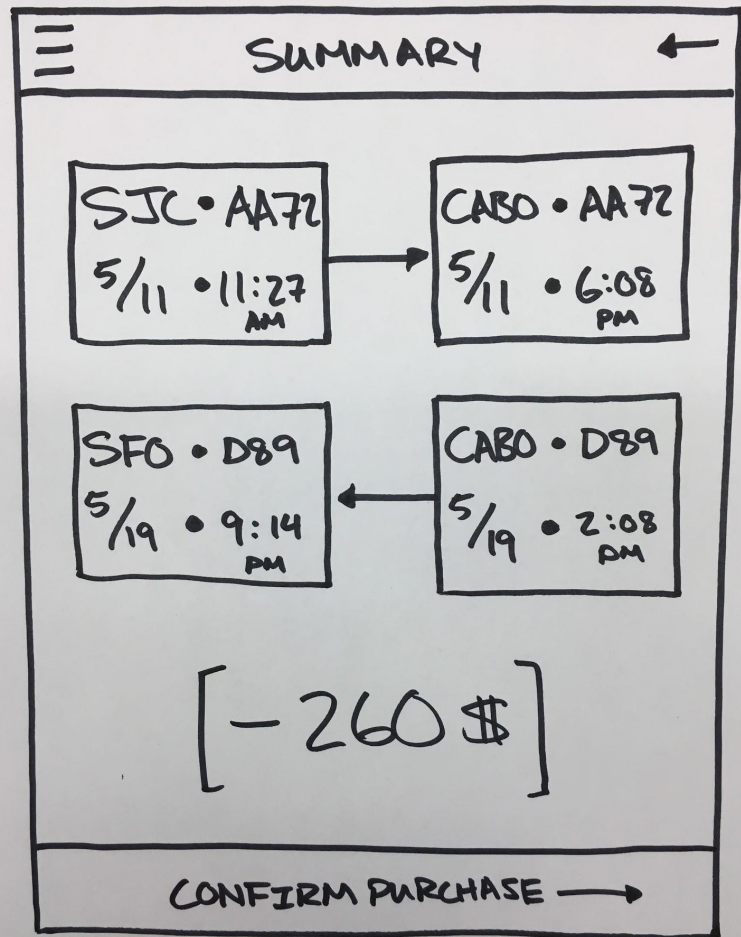 SUMMARY
SJC • AA72
5/11 • 11:27
AM
CABO • AA72
5/11 • 6:08
PM
SFO • D89
5/19 • 9:14
PM
CABO • D89
5/19 • 2:08
PM
[-260$]
CONFIRM PURCHASE